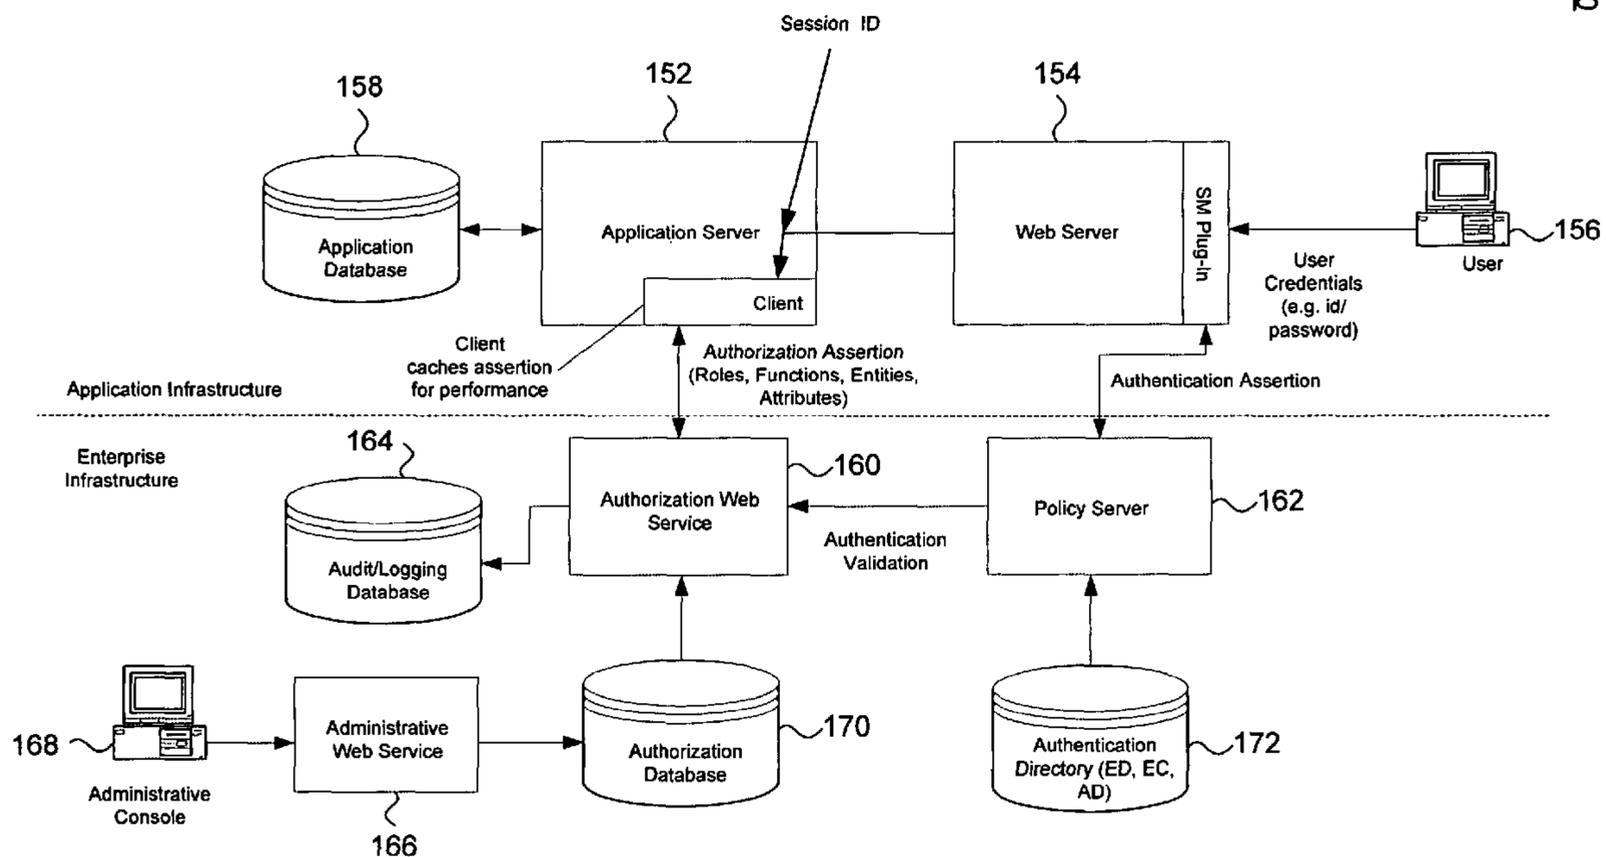 Session ID
158
152
154
Application
Database
Application Server
Client
Web Server
SM Plug-In
156
User
User
Credentials
(e.g. id/
password)
Client
caches assertion
for performance
Authorization Assertion
(Roles, Functions, Entities,
Attributes)
Authentication Assertion
Application Infrastructure
Enterprise
Infrastructure
164
160
162
Authorization Web
Service
Policy Server
Authentication
Validation
Audit/Logging
Database
168
Administrative
Console
Administrative
Web Service
166
Authorization
Database
170
Authentication
Directory (ED, EC,
AD)
172